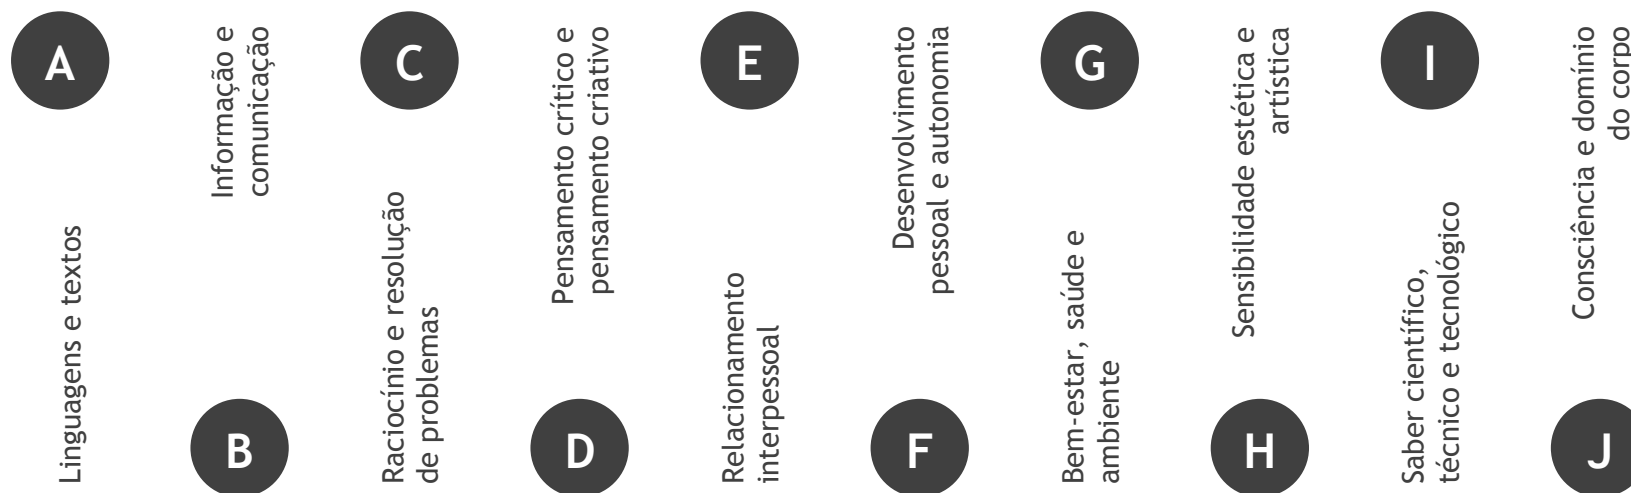 A
Linguagens e textos
Informação e
comunicação
B
C
Raciocínio e resolução
de problemas
Pensamento crítico e
pensamento criativo
D
E
Relacionamento
interpessoal
Desenvolvimento
pessoal e autonomia
F
G
Bem-estar, saúde e
ambiente
Sensibilidade estética e
artística
H
I
Saber científico,
técnico e tecnológico
Consciência e domínio
do corpo
J